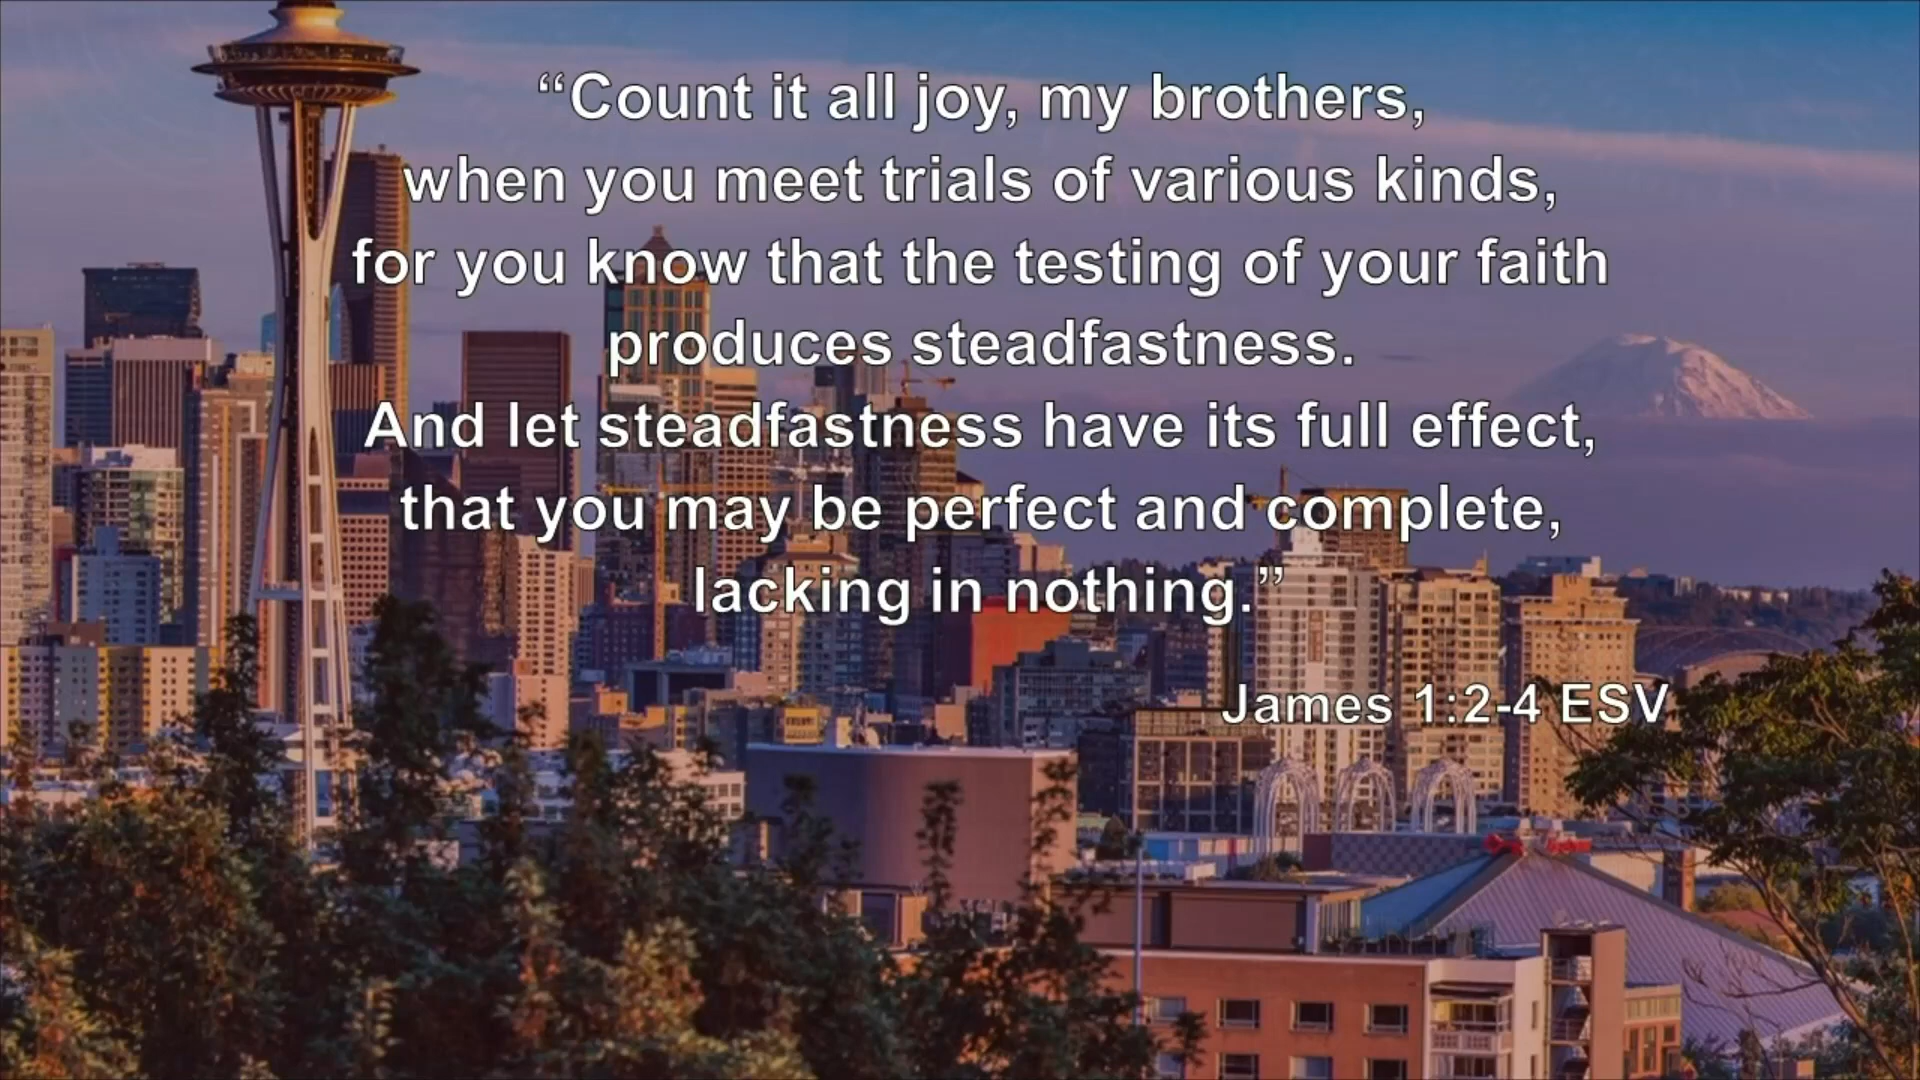 “Count it all joy, my brothers,
when you meet trials of various kinds,
for you know that the testing of your faith
produces steadfastness.
And let steadfastness have its full effect,
that you may be perfect and complete,
lacking in nothing.”
James 1:2-4 ESV